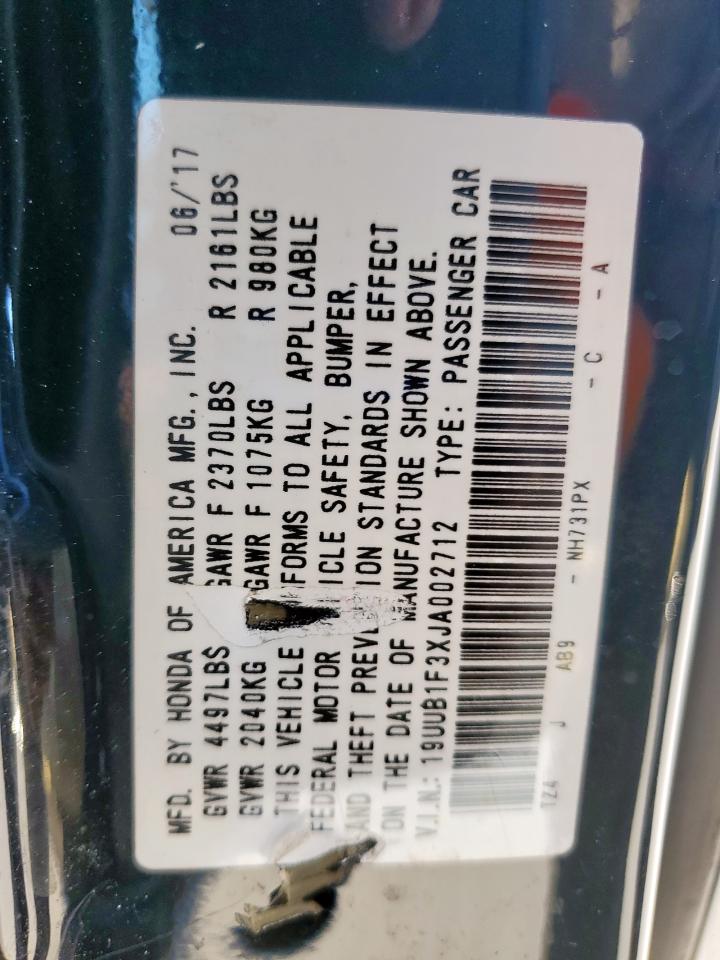 MFD. BY HONDA OF AMERICA MFG., INC. 06/'17
GVWR 4497LBS GAWR F 2370LBS R 2161LBS
GVWR 2040KG GAWR F 1075KG R 980KG
THIS VEHICLE FORMS TO ALL APPLICABLE
FEDERAL MOTOR ICLE SAFETY, BUMPER,
AND THEFT PREV ION STANDARDS IN EFFECT
ON THE DATE OF MANUFACTURE SHOWN ABOVE.
V.I.N.: 19UUB1F3XJA002712 TYPE: PASSENGER CAR
TZ4 J AB9 - NH731PX - C - A